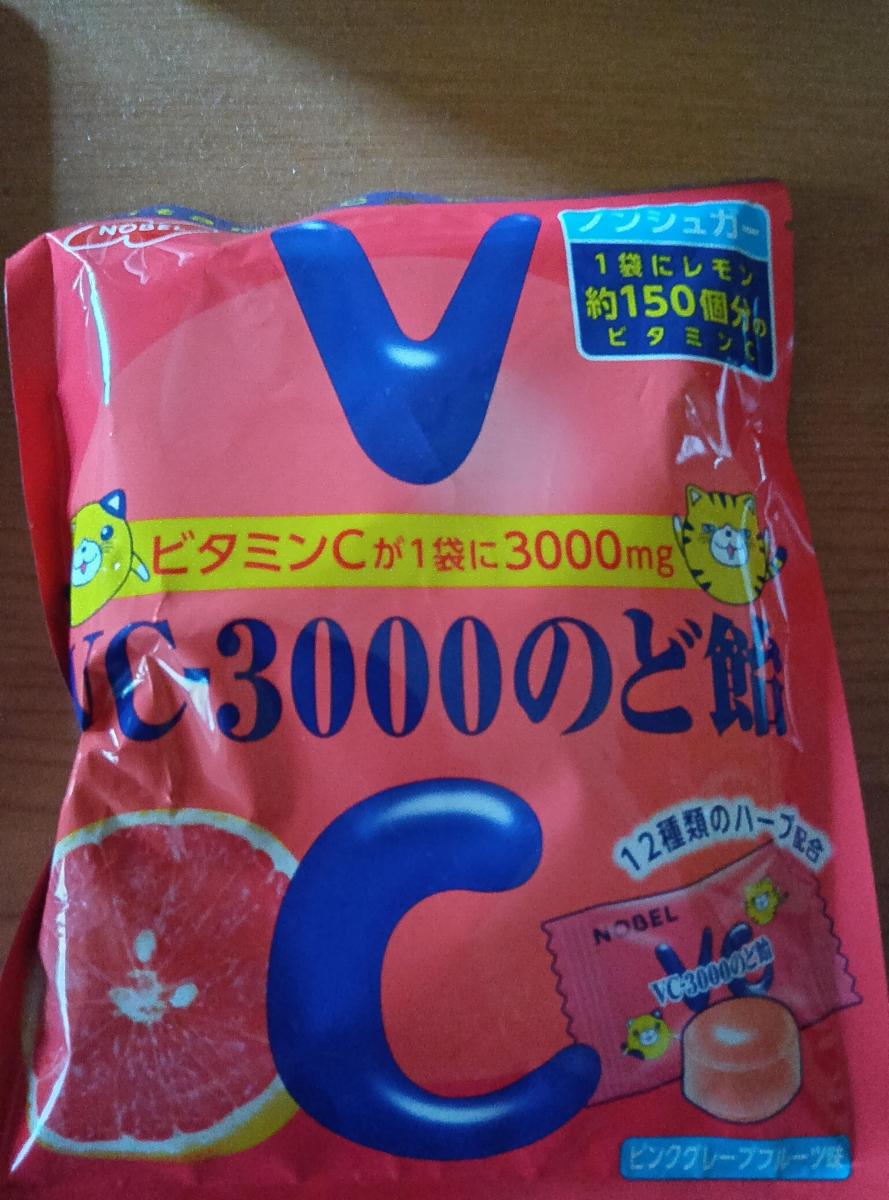 NOBEL
ノンシュガー
1袋にレモン
約150個分の
ビタミンC
V
ビタミンCが1袋に3000mg
VC-3000のど飴
C
12種類のハーブ配合
NOBEL
VC
VC-3000のど飴
ピンクグレープフルーツ味